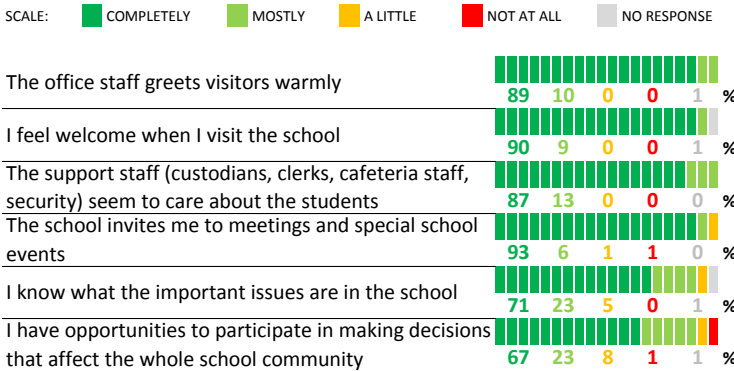 SCALE: COMPLETELY MOSTLY A LITTLE NOT AT ALL NO RESPONSE
The office staff greets visitors warmly
89 10 0 0 1 %
I feel welcome when I visit the school
90 9 0 0 1 %
The support staff (custodians, clerks, cafeteria staff,
security) seem to care about the students
87 13 0 0 0 %
The school invites me to meetings and special school
events
93 6 1 1 0 %
I know what the important issues are in the school
71 23 5 0 1 %
I have opportunities to participate in making decisions
that affect the whole school community
67 23 8 1 1 %